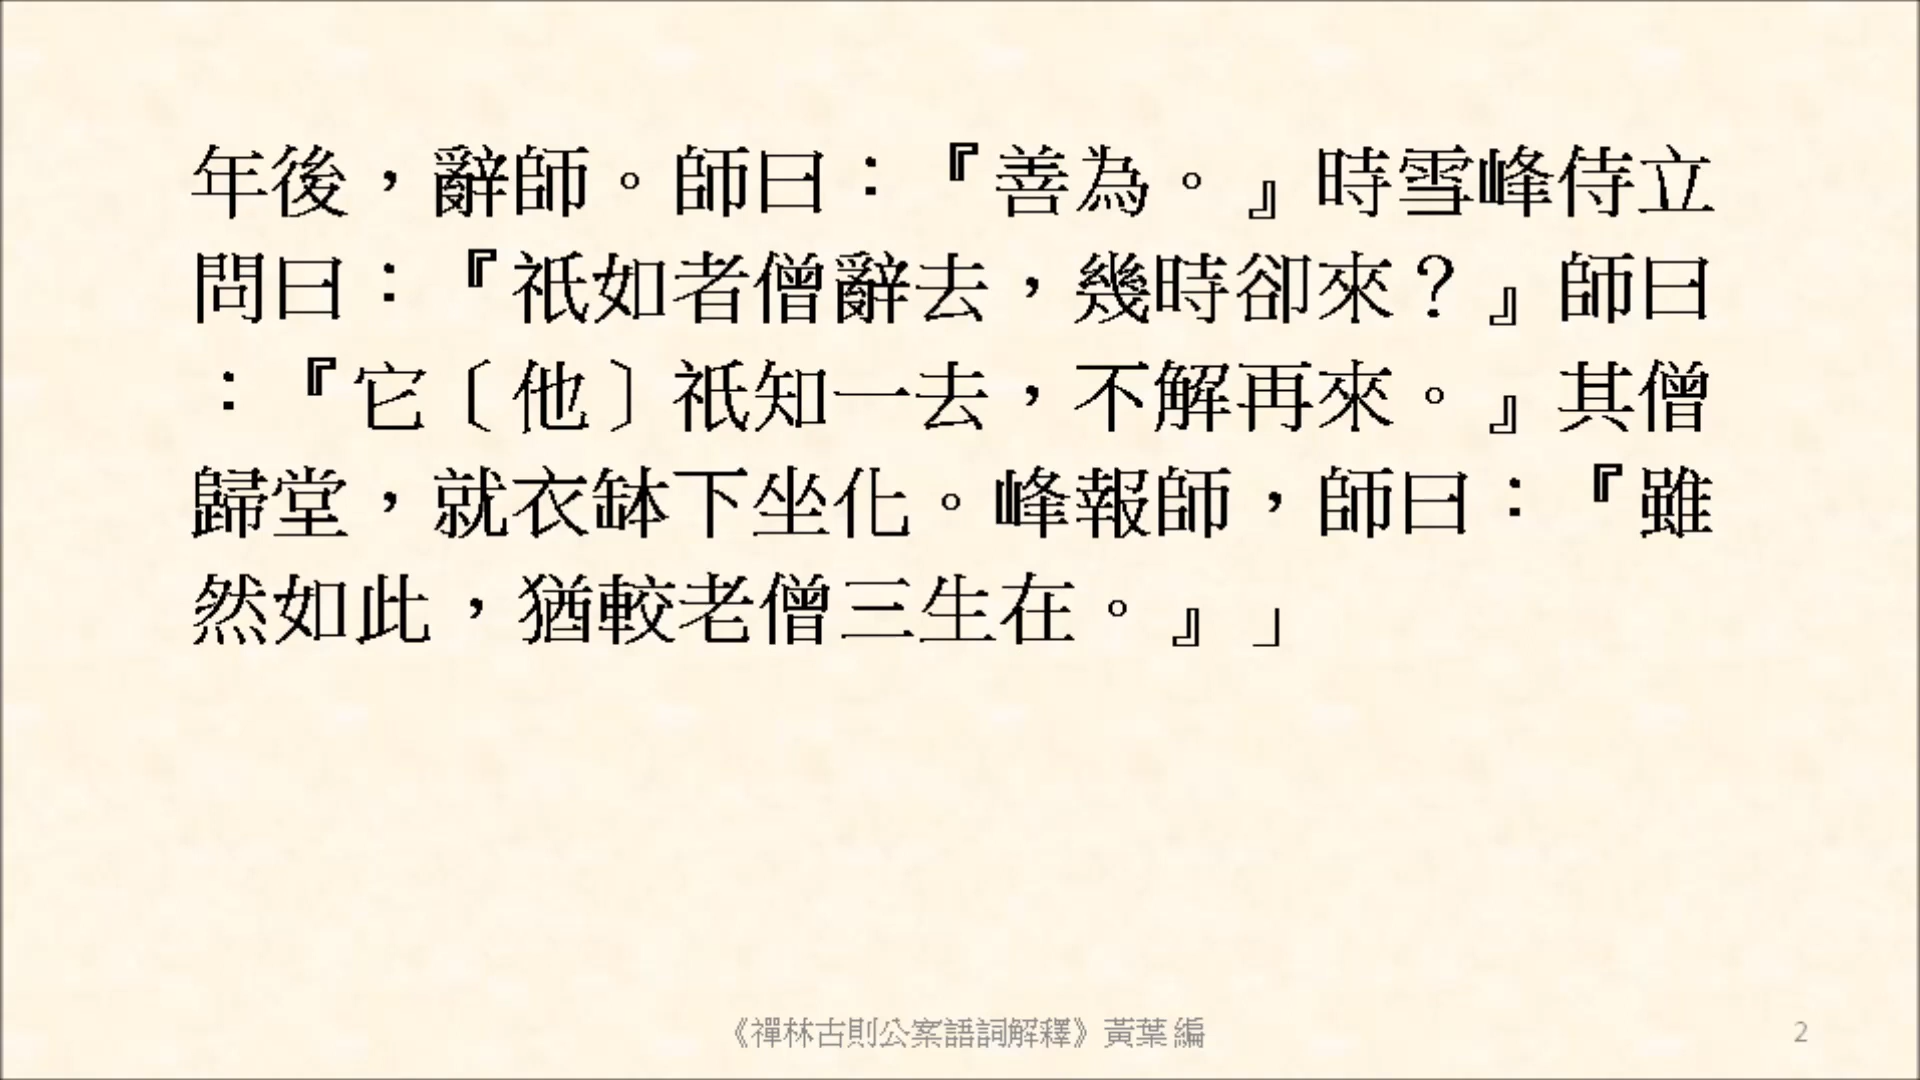 年後，辭師。師曰：『善為。』時雪峰侍立
問曰：『祇如者僧辭去，幾時卻來？』師曰
：『它〔他〕祇知一去，不解再來。』其僧
歸堂，就衣缽下坐化。峰報師，師曰：『雖
然如此，猶較老僧三生在。』」
《禪林古則公案語詞解釋》黃葉 編
2